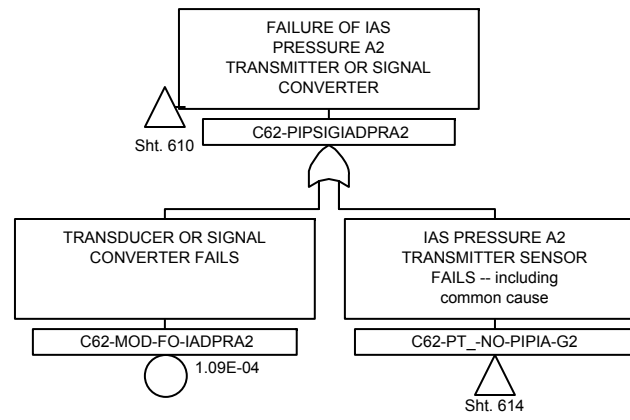 FAILURE OF IAS
PRESSURE A2
TRANSMITTER OR SIGNAL
CONVERTER
Sht. 610
C62-PIPSIGIADPRA2
TRANSDUCER OR SIGNAL
CONVERTER FAILS
C62-MOD-FO-IADPRA2
1.09E-04
IAS PRESSURE A2
TRANSMITTER SENSOR
FAILS -- including
common cause
C62-PT_-NO-PIPIA-G2
Sht. 614